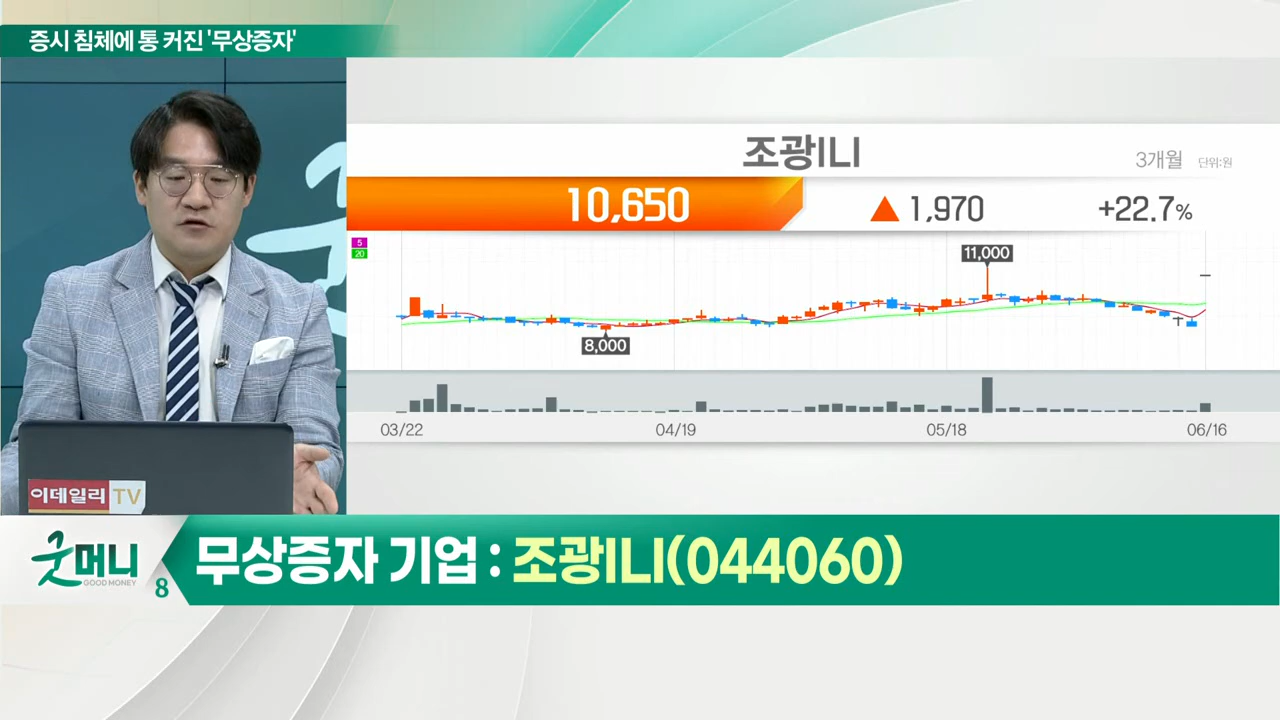 증시 침체에 통 커진 '무상증자'
조광ILI
3개월 단위:원
10,650 ▲ 1,970 +22.7%
5
20
11,000
8,000
03/22 04/19 05/18 06/16
이데일리TV
굿머니
GOOD MONEY
8
무상증자 기업 : 조광ILI(044060)